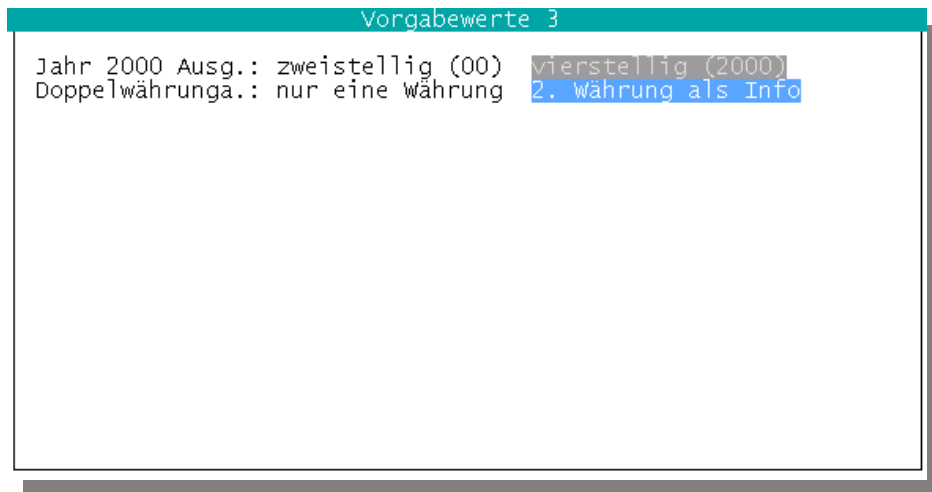 Vorgabewerte 3
Jahr 2000 Ausg.: zweistellig (00) vierstellig (2000)
Doppelwährunga.: nur eine Währung 2. Währung als Info